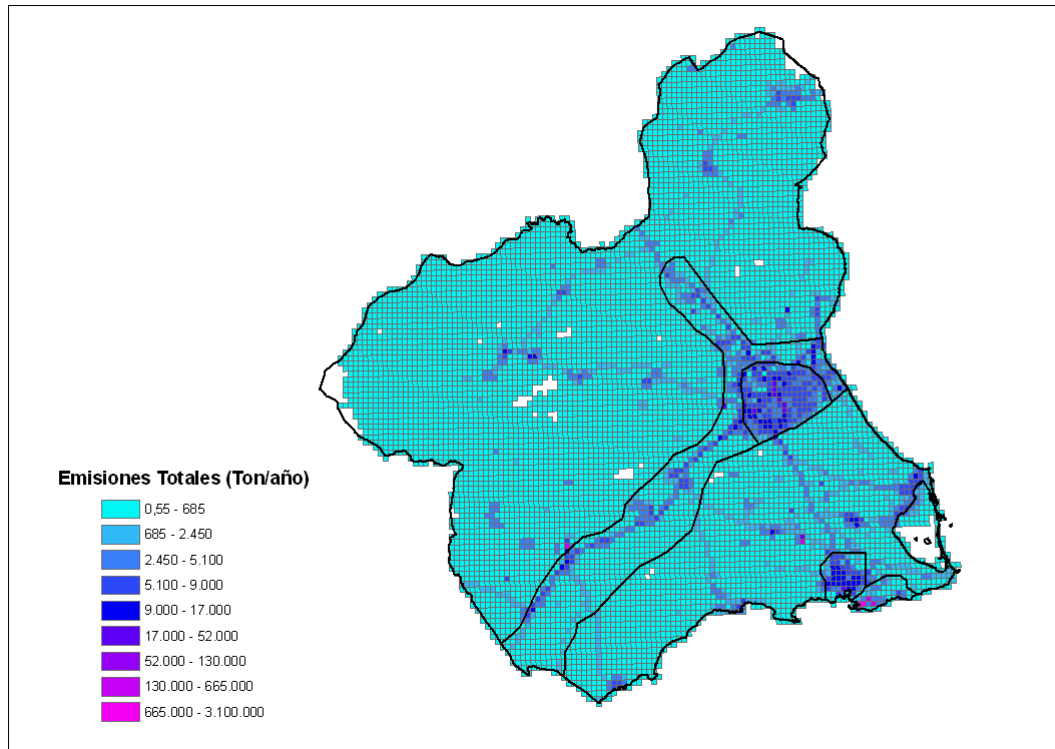 Emisiones Totales (Ton/año)
0,55 - 685
685 - 2.450
2.450 - 5.100
5.100 - 9.000
9.000 - 17.000
17.000 - 52.000
52.000 - 130.000
130.000 - 665.000
665.000 - 3.100.000